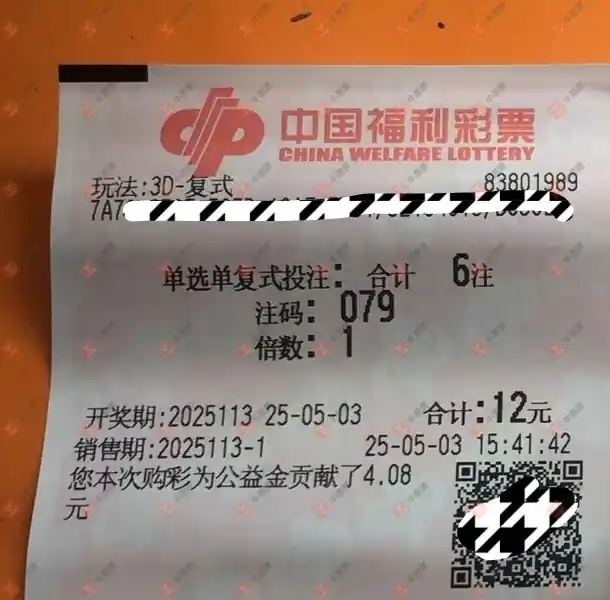 中国福利彩票
CHINA WELFARE LOTTERY
玩法:3D-复式 83801989
7A7
单选单复式投注: 合计 6注
注码: 079
倍数: 1
开奖期:2025113 25-05-03 合计:12元
销售期:2025113-1 25-05-03 15:41:42
您本次购彩为公益金贡献了4.08
元